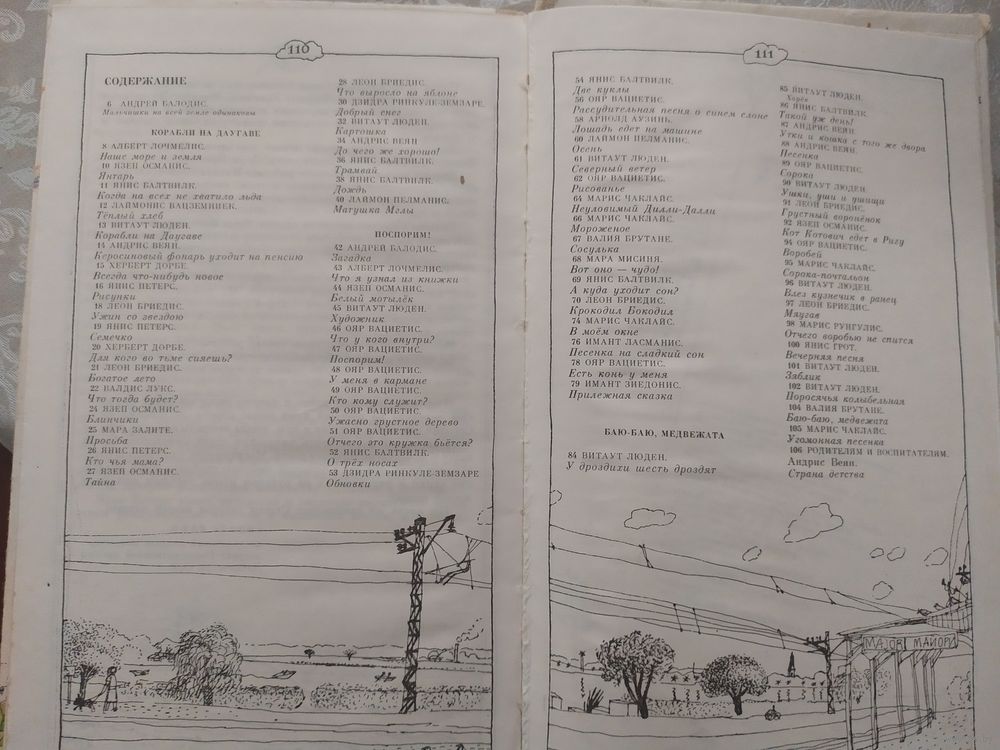 110
СОДЕРЖАНИЕ
6 АНДРЕЙ БАЛОДИС.
Мальчишки на всей земле одинаковы
КОРАБЛИ НА ДАУГАВЕ
8 АЛБЕРТ ЛОЧМЕЛИС.
Наше море и земля
10 ЯЗЕП ОСМАНИС.
Янтарь
11 ЯНИС БАЛТВИЛК.
Когда на всех не хватило льда
12 ЛАЙМОНИС ВАЦЗЕМНИЕК.
Тёплый хлеб
13 ВИТАУТ ЛЮДЕН.
Корабли на Даугаве
14 АНДРИС ВЕЯН.
Керосиновый фонарь уходит на пенсию
15 ХЕРБЕРТ ДОРБЕ.
Всегда что-нибудь новое
16 ЯНИС ПЕТЕРС.
Рисунки
18 ЛЕОН БРИЕДИС.
Ужин со звездою
19 ЯНИС ПЕТЕРС.
Семечко
20 ХЕРБЕРТ ДОРБЕ.
Для кого во тьме сияешь?
21 ЛЕОН БРИЕДИС.
Богатое лето
22 ВАЛДИС ЛУКС.
Что тогда будет?
24 ЯЗЕП ОСМАНИС.
Блинчики
25 МАРА ЗАЛИТЕ.
Просьба
26 ЯНИС ПЕТЕРС.
Кто чья мама?
27 ЯЗЕП ОСМАНИС.
Тайна
28 ЛЕОН БРИЕДИС.
Что выросло на яблоне
30 ДЗИДРА РИНКУЛЕ-ЗЕМЗАРЕ.
Добрый снег
32 ВИТАУТ ЛЮДЕН.
Картошка
34 АНДРИС ВЕЯН
До чего же хорошо!
36 ЯНИС БАЛТВИЛК.
Трамвай
38 ЯНИС БАЛТВИЛК.
Дождь
40 ЛАЙМОН ПЕЛМАНИС.
Матушка Мглы
ПОСПОРИМ!
42 АНДРЕЙ БАЛОДИС.
Загадка
43 АЛБЕРТ ЛОЧМЕЛИС.
Что я узнал из книжки
44 ЯЗЕП ОСМАНИС.
Белый мотылёк
45 ВИТАУТ ЛЮДЕН.
Художник
46 ОЯР ВАЦИЕТИС.
Что у кого внутри?
47 ОЯР ВАЦИЕТИС.
Поспорим!
48 ОЯР ВАЦИЕТИС.
У меня в кармане
49 ОЯР ВАЦИЕТИС.
Кто кому служит?
50 ОЯР ВАЦИЕТИС.
Ужасно грустное дерево
51 ОЯР ВАЦИЕТИС.
Отчего это кружка бьётся?
52 ЯНИС БАЛТВИЛК.
О трёх носах
53 ДЗИДРА РИНКУЛЕ-ЗЕМЗАРЕ
Обновки
111
54 ЯНИС БАЛТВИЛК.
Две куклы
56 ОЯР ВАЦИЕТИС.
Рассудительная песня о синем слоне
58 АРНОЛД АУЗИНЬ.
Лошадь едет на машине
60 ЛАЙМОН ПЕЛМАНИС.
Осень
61 ВИТАУТ ЛЮДЕН.
Северный ветер
62 ОЯР ВАЦИЕТИС.
Рисованье
64 МАРИС ЧАКЛАЙС.
Неуловимый Дилли-Далли
66 МАРИС ЧАКЛАЙС.
Мороженое
67 ВАЛИЯ БРУТАНЕ.
Сосулька
68 МАРА МИСИНЯ.
Вот оно — чудо!
69 ЯНИС БАЛТВИЛК.
А куда уходит сон?
70 ЛЕОН БРИЕДИС.
Крокодил Бокодил
74 МАРИС ЧАКЛАЙС.
В моём окне
76 ИМАНТ ЛАСМАНИС.
Песенка на сладкий сон
78 ОЯР ВАЦИЕТИС.
Есть конь у меня
79 ИМАНТ ЗИЕДОНИС.
Прилежная сказка
БАЮ-БАЮ, МЕДВЕЖАТА
84 ВИТАУТ ЛЮДЕН.
У дроздихи шесть дроздят
85 ВИТАУТ ЛЮДЕН.
Хорёк
86 ЯНИС БАЛТВИЛК.
Такой уж день!
87 АНДРИС ВЕЯН.
Утки и кошка с того же двора
88 АНДРИС ВЕЯН.
Песенка
89 ОЯР ВАЦИЕТИС
Сорока
90 ВИТАУТ ЛЮДЕН
Ушки, уши и ушищи
91 ЛЕОН БРИЕДИС.
Грустный воронёнок
92 ЯЗЕП ОСМАНИС.
Кот Котович едет в Ригу
94 ОЯР ВАЦИЕТИС.
Воробей
95 МАРИС ЧАКЛАЙС.
Сорока-почтальон
96 ВИТАУТ ЛЮДЕН.
Влез кузнечик в ранец
97 ЛЕОН БРИЕДИС.
Мяугав
98 МАРИС РУНГУЛИС.
Отчего воробью не спится
100 ЯНИС ГРОТ.
Вечерняя песня
101 ВИТАУТ ЛЮДЕН.
Зяблик
102 ВИТАУТ ЛЮДЕН.
Поросячья колыбельная
104 ВАЛИЯ БРУТАНЕ.
Баю-баю, медвежата
105 МАРИС ЧАКЛАЙС.
Угомонная песенка
106 РОДИТЕЛЯМ И ВОСПИТАТЕЛЯМ.
Андрис Веян.
Страна детства
MAJORI МАЙОРИ